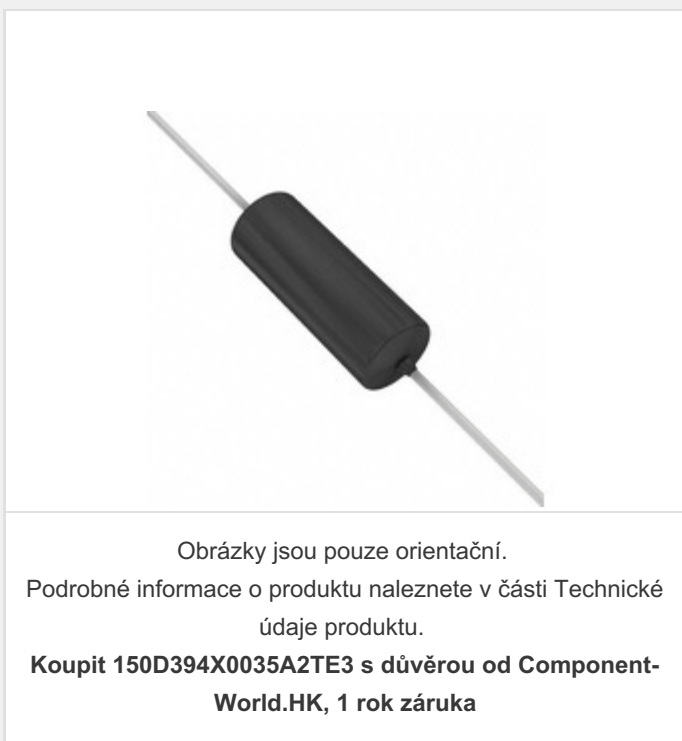 Obrázky jsou pouze orientační.
Podrobné informace o produktu naleznete v části Technické
údaje produktu.
Koupit 150D394X0035A2TE3 s důvěrou od Component-
World.HK, 1 rok záruka